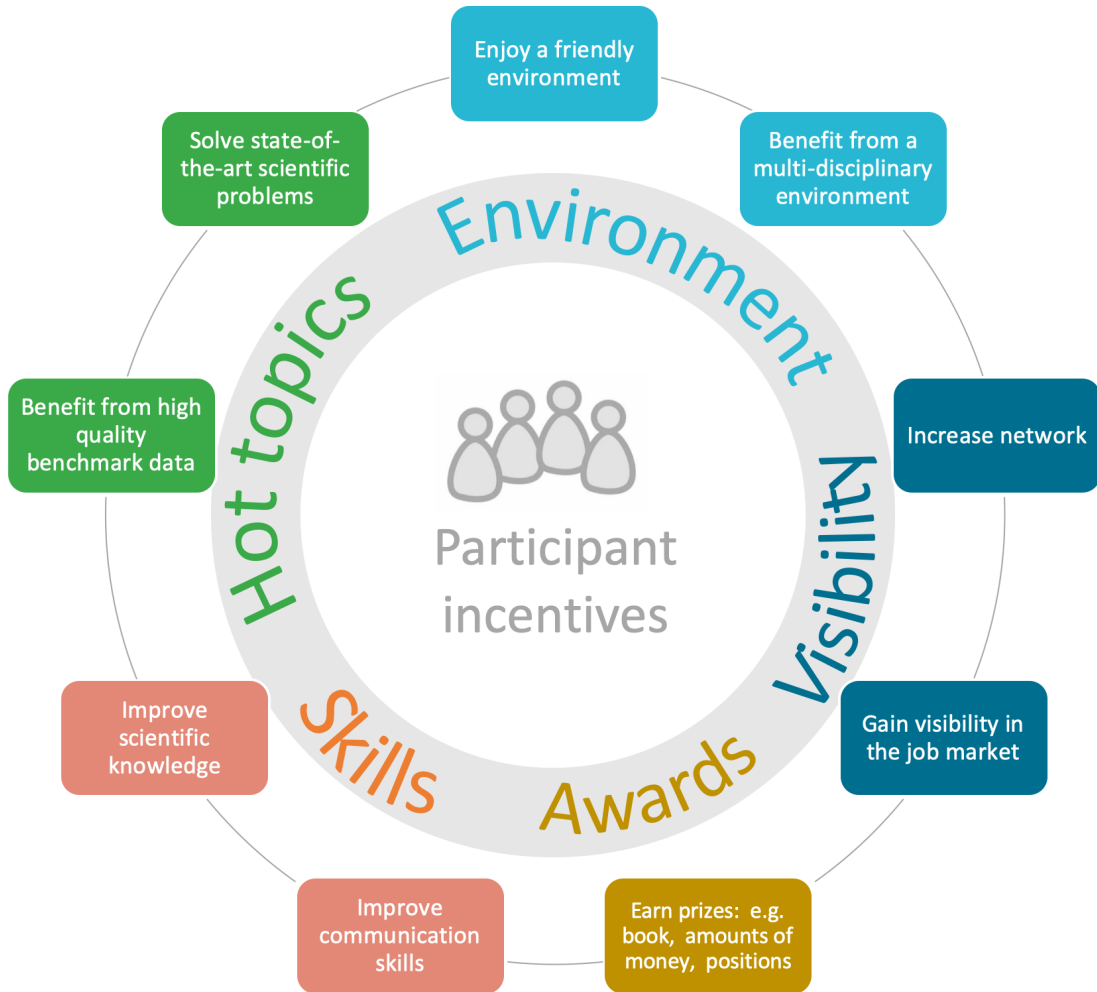 Enjoy a friendly
environment
Benefit from a
multi-disciplinary
environment
Increase network
Gain visibility in
the job market
Earn prizes:  e.g.
book,  amounts of
money,  positions
Improve
communication
skills
Improve
scientific
knowledge
Benefit from high
quality
benchmark data
Solve state-of-
the-art scientific
problems
Environment
Visibility
Awards
Skills
Hot topics
Participant
incentives